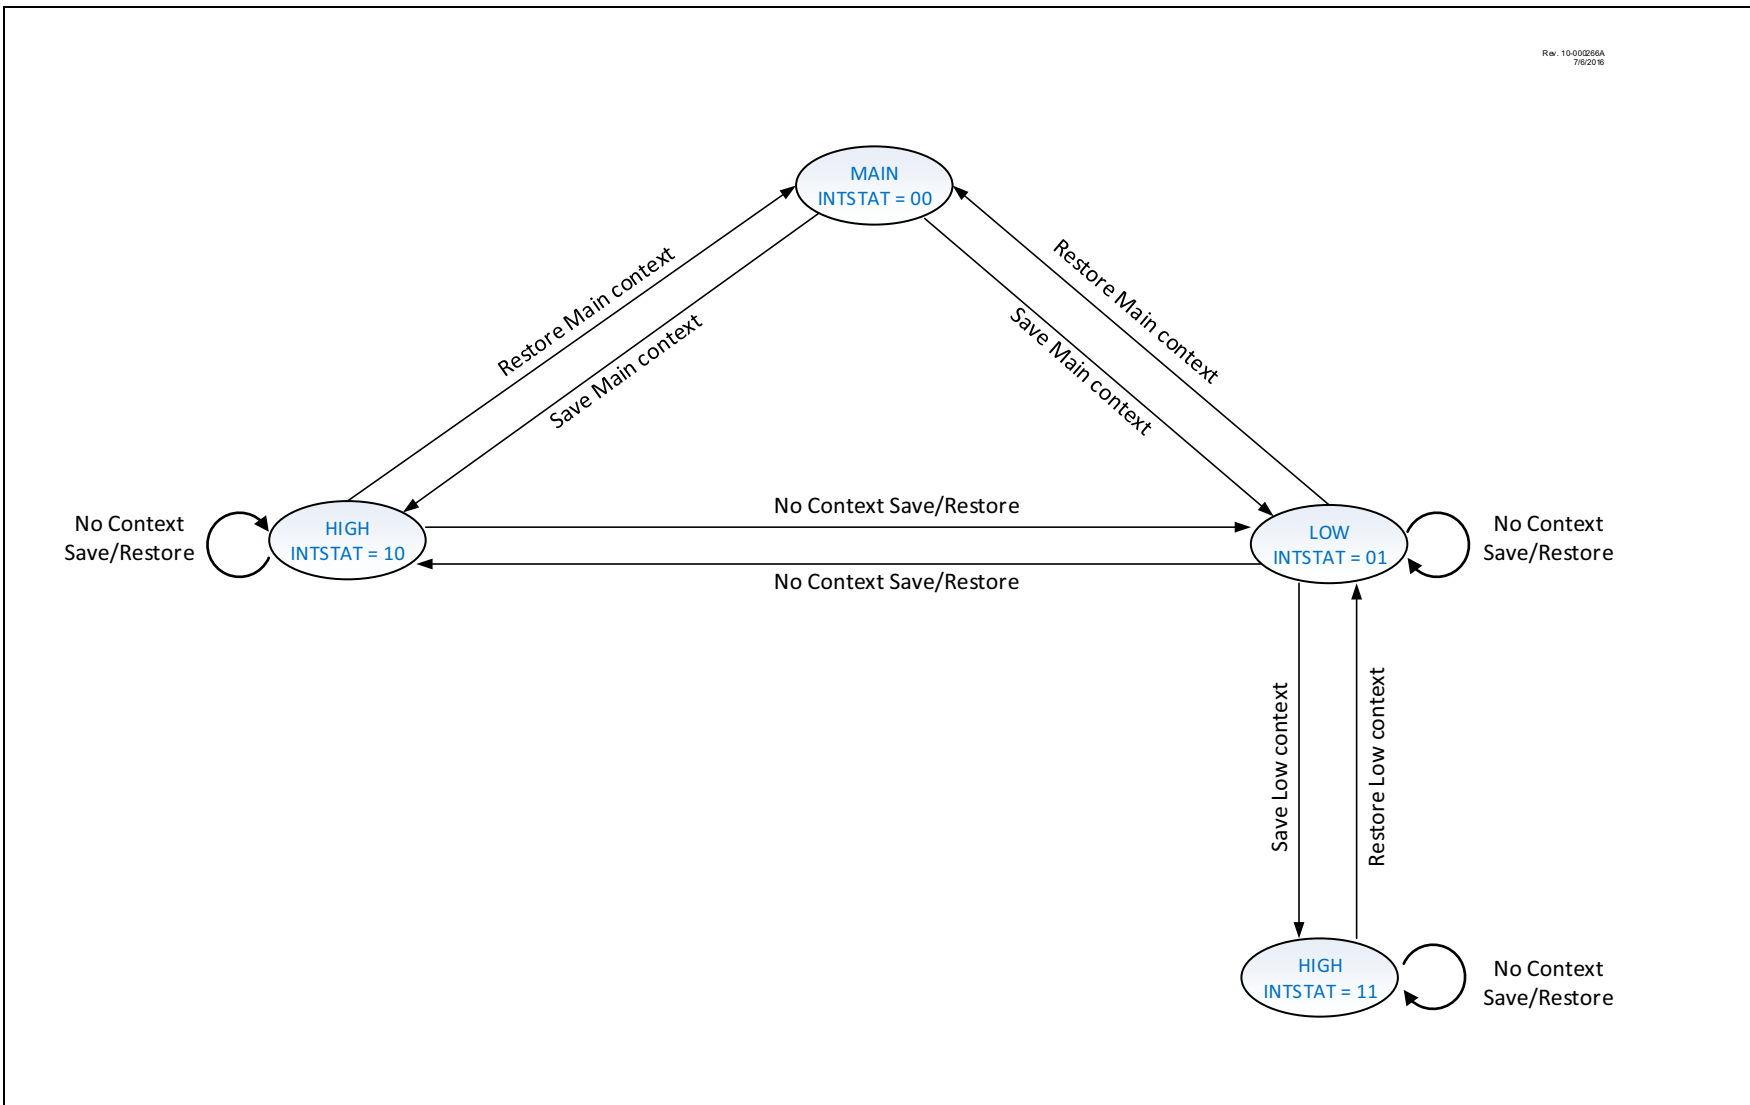 Rev. 10-000266A
7/6/2016
MAIN
INTSTAT = 00
Restore Main context
Save Main context
Save Main context
Restore Main context
No Context
Save/Restore
HIGH
INTSTAT = 10
No Context Save/Restore
No Context Save/Restore
LOW
INTSTAT = 01
No Context
Save/Restore
Save Low context
Restore Low context
HIGH
INTSTAT = 11
No Context
Save/Restore